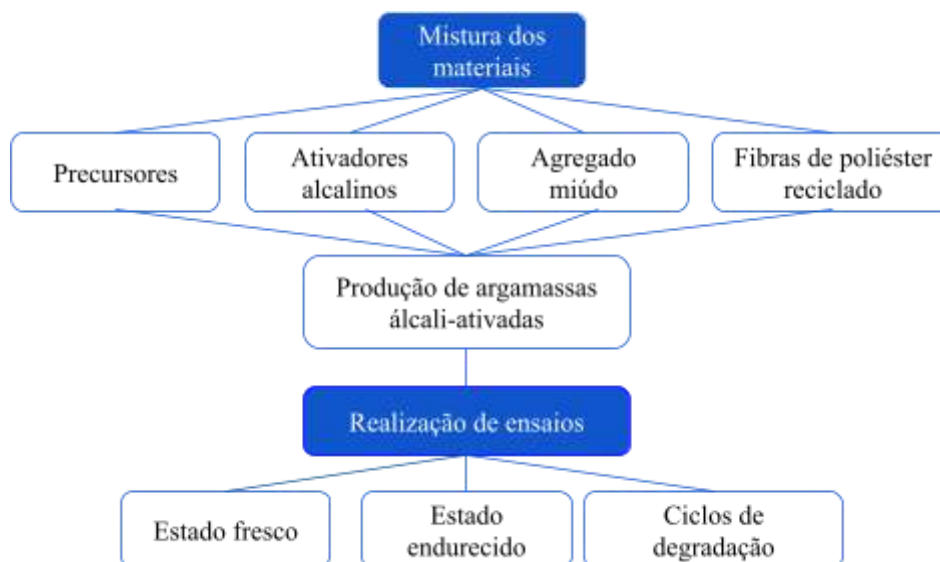 Mistura dos
materiais
Precursores
Ativadores
alcalinos
Agregado
miúdo
Fibras de poliéster
reciclado
Produção de argamassas
álcali-ativadas
Realização de ensaios
Estado fresco
Estado
endurecido
Ciclos de
degradação